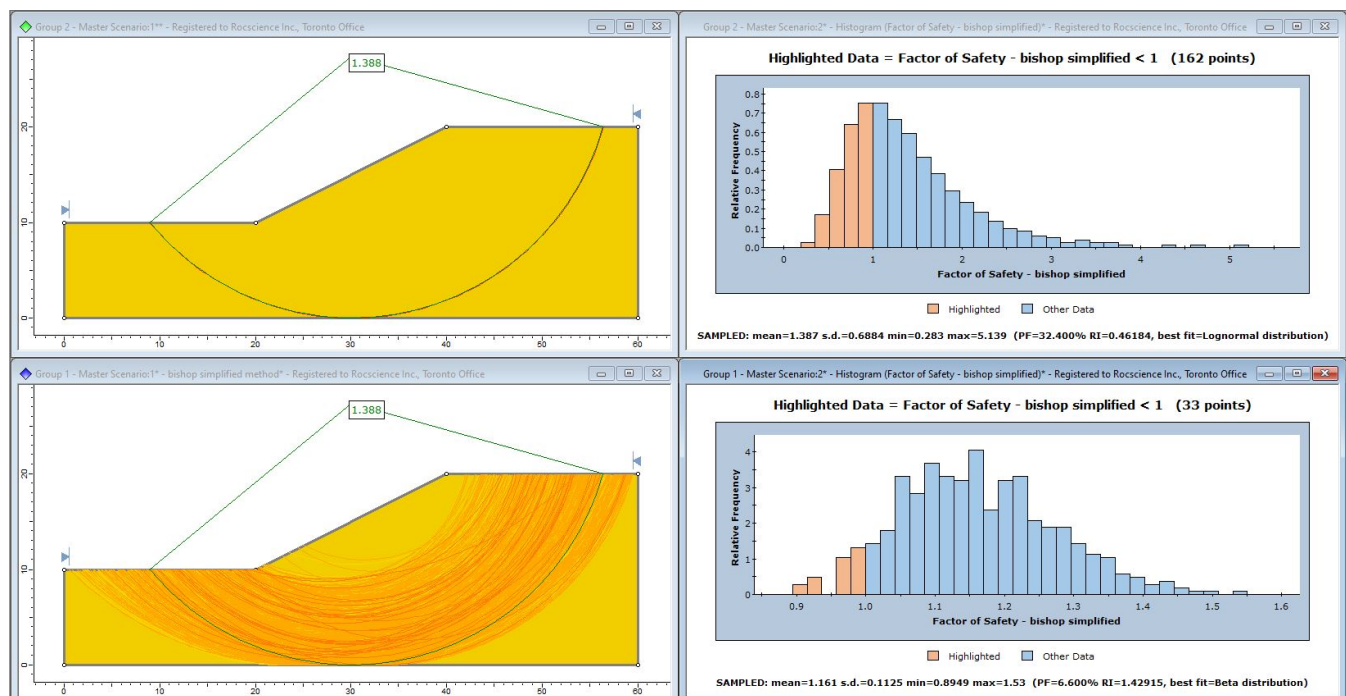 Group 2 - Master Scenario:1** - Registered to Rocscience Inc., Toronto Office
1.388
20
10
0
0 10 20 30 40 50 60
Group 2 - Master Scenario:2* - Histogram (Factor of Safety - bishop simplified)* - Registered to Rocscience Inc., Toronto Office
Highlighted Data = Factor of Safety - bishop simplified < 1 (162 points)
Relative Frequency
0.8
0.7
0.6
0.5
0.4
0.3
0.2
0.1
0.0
0 1 2 3 4 5
Factor of Safety - bishop simplified
Highlighted Other Data
SAMPLED: mean=1.387 s.d.=0.6884 min=0.283 max=5.139 (PF=32.400% RI=0.46184, best fit=Lognormal distribution)
Group 1 - Master Scenario:1* - bishop simplified method* - Registered to Rocscience Inc., Toronto Office
1.388
20
10
0
0 10 20 30 40 50 60
Group 1 - Master Scenario:2* - Histogram (Factor of Safety - bishop simplified)* - Registered to Rocscience Inc., Toronto Office
Highlighted Data = Factor of Safety - bishop simplified < 1 (33 points)
Relative Frequency
4
3
2
1
0
0.9 1.0 1.1 1.2 1.3 1.4 1.5 1.6
Factor of Safety - bishop simplified
Highlighted Other Data
SAMPLED: mean=1.161 s.d.=0.1125 min=0.8949 max=1.53 (PF=6.600% RI=1.42915, best fit=Beta distribution)